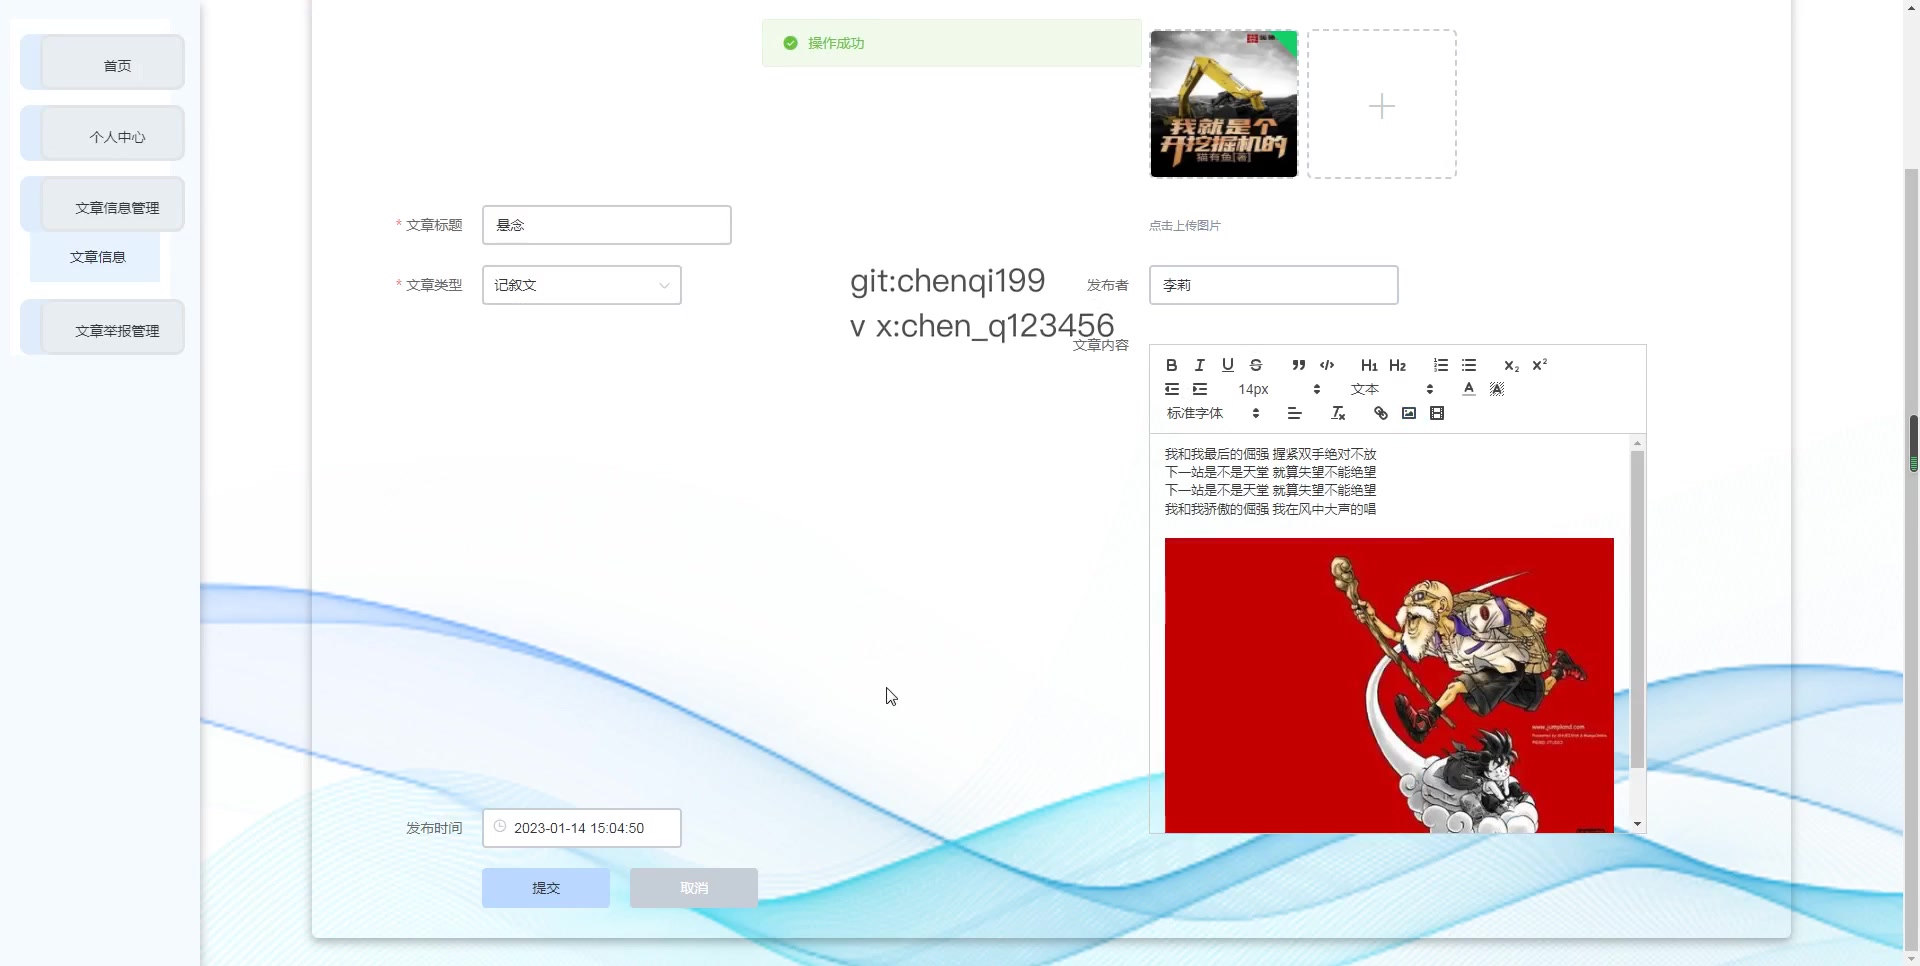 首页
个人中心
文章信息管理
文章信息
文章举报管理
操作成功
我就是个
开挖掘机的
猫有鱼[著]
* 文章标题
悬念
点击上传图片
* 文章类型
记叙文
git:chenqi199
v x:chen_q123456
发布者
李莉
文章内容
B I U S H1 H2 X2 X2
14px
文本
A A
标准字体
Tx
我和我最后的倔强 握紧双手绝对不放
下一站是不是天堂 就算失望不能绝望
下一站是不是天堂 就算失望不能绝望
我和我骄傲的倔强 我在风中大声的唱
www.jumpland.com
发布时间
2023-01-14 15:04:50
提交
取消